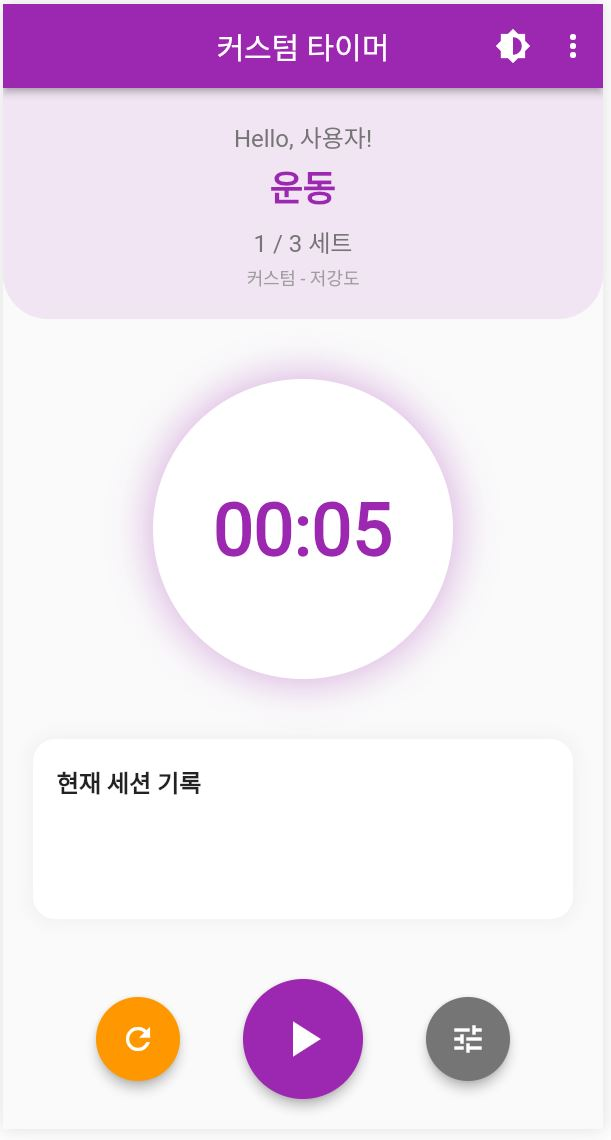 커스텀 타이머
Hello, 사용자!
운동
1 / 3 세트
커스텀 - 저강도
00:05
현재 세션 기록